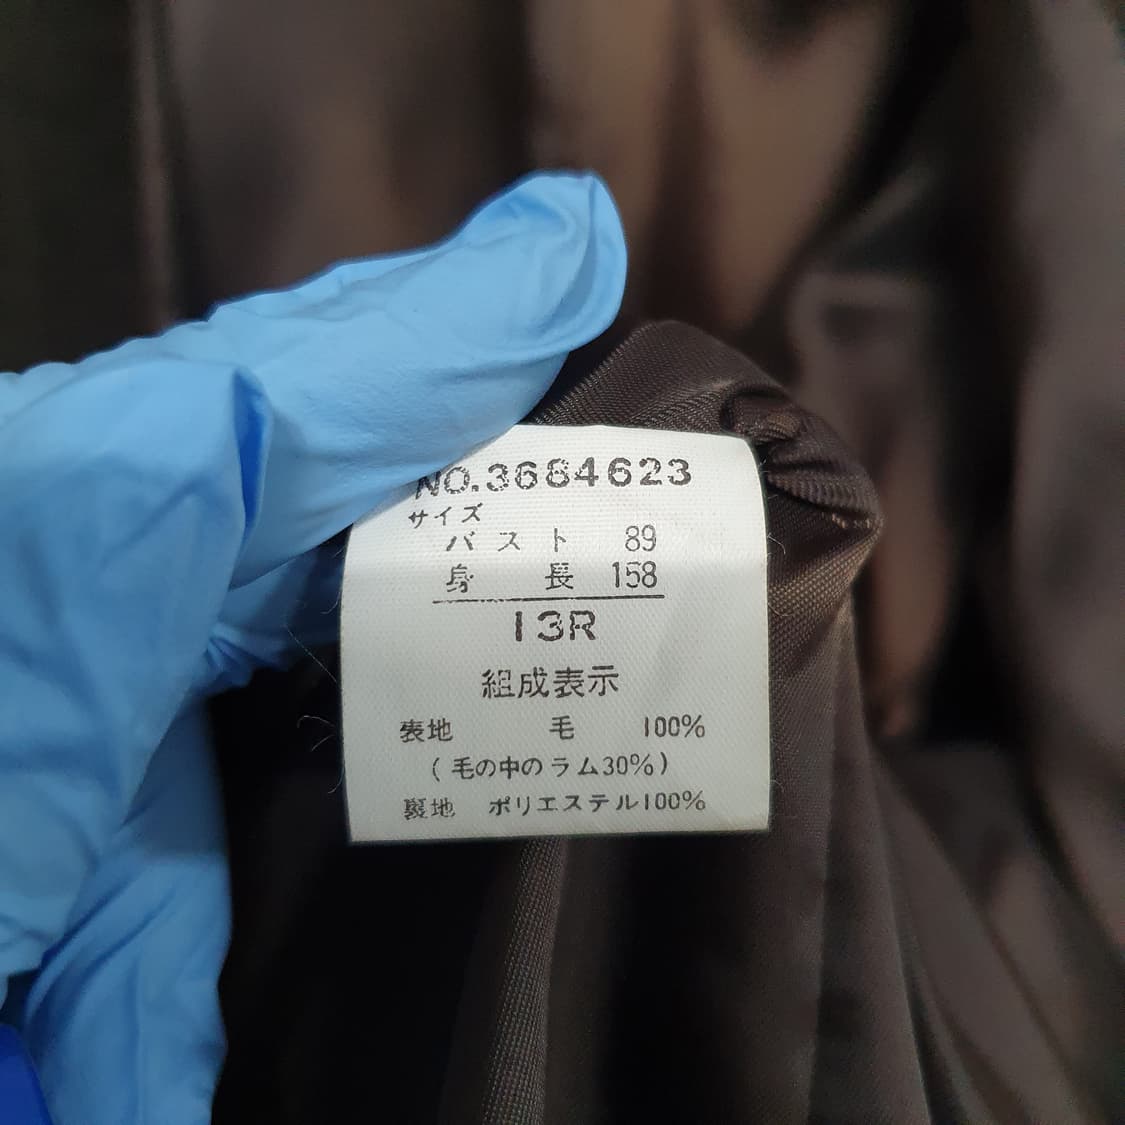 NO.3684623
サイズ
バスト 89
身長 158
13R
組成表示
表地 毛 100%
(毛の中のラム30%)
裏地 ポリエステル100%